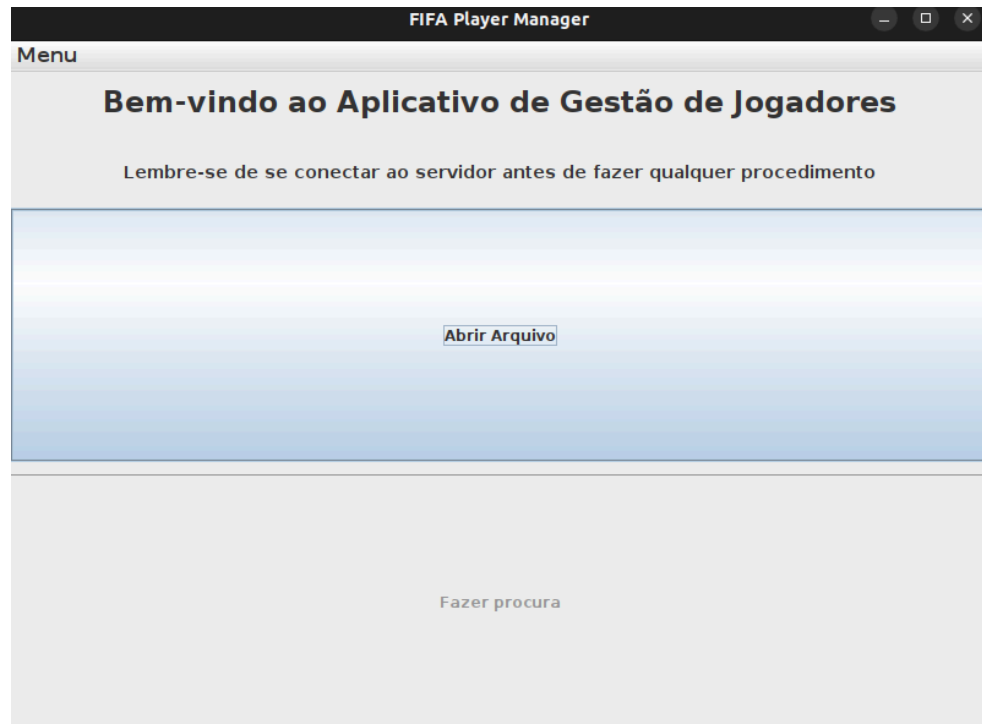 FIFA Player Manager
Menu
Bem-vindo ao Aplicativo de Gestão de Jogadores
Lembre-se de se conectar ao servidor antes de fazer qualquer procedimento
Abrir Arquivo
Fazer procura